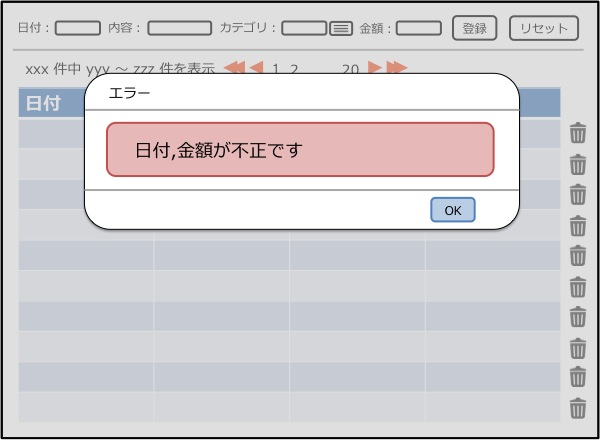 日付： 内容： カテゴリ： 金額： 登録 リセット
xxx 件中 yyy ～ zzz 件を表示 1 2 20
エラー
日付
日付,金額が不正です
OK